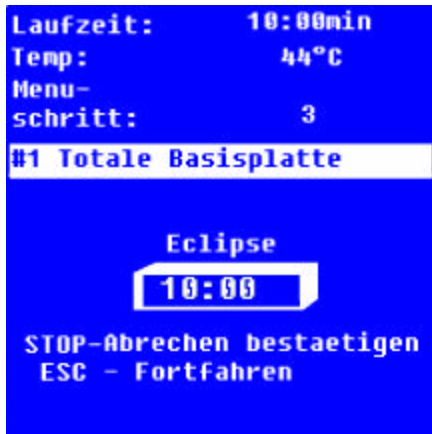 Laufzeit: 10:00min
Temp: 44°C
Menu-
schritt: 3
#1 Totale Basisplatte
Eclipse
10:00
STOP-Abrechen bestaetigen
ESC - Fortfahren